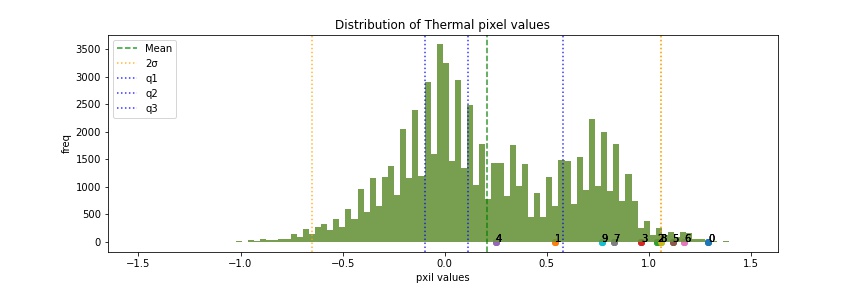 Distribution of Thermal pixel values
Mean
2σ
q1
q2
q3
freq
3500
3000
2500
2000
1500
1000
500
0
4 1 9 7 3 2 8 5 6 0
−1.5 −1.0 −0.5 0.0 0.5 1.0 1.5
pxil values